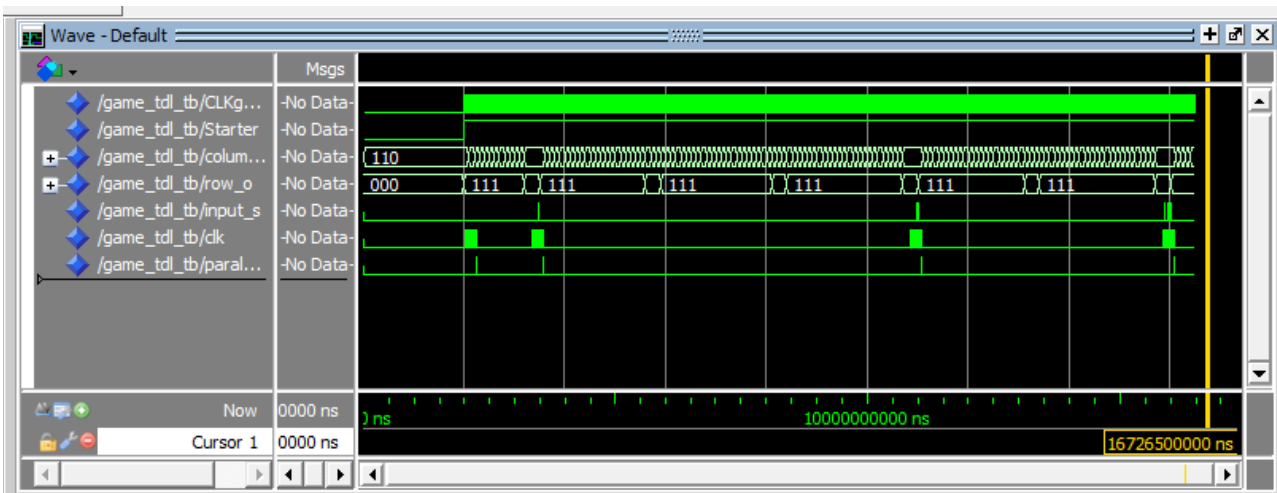 Wave - Default
Msgs
/game_tdl_tb/CLKg... -No Data-
/game_tdl_tb/Starter -No Data-
/game_tdl_tb/colum... -No Data- 110
/game_tdl_tb/row_o -No Data- 000 111 111 111 111 111 111
/game_tdl_tb/input_s -No Data-
/game_tdl_tb/clk -No Data-
/game_tdl_tb/paral... -No Data-
Now 0000 ns ns 10000000000 ns
Cursor 1 0000 ns 16726500000 ns